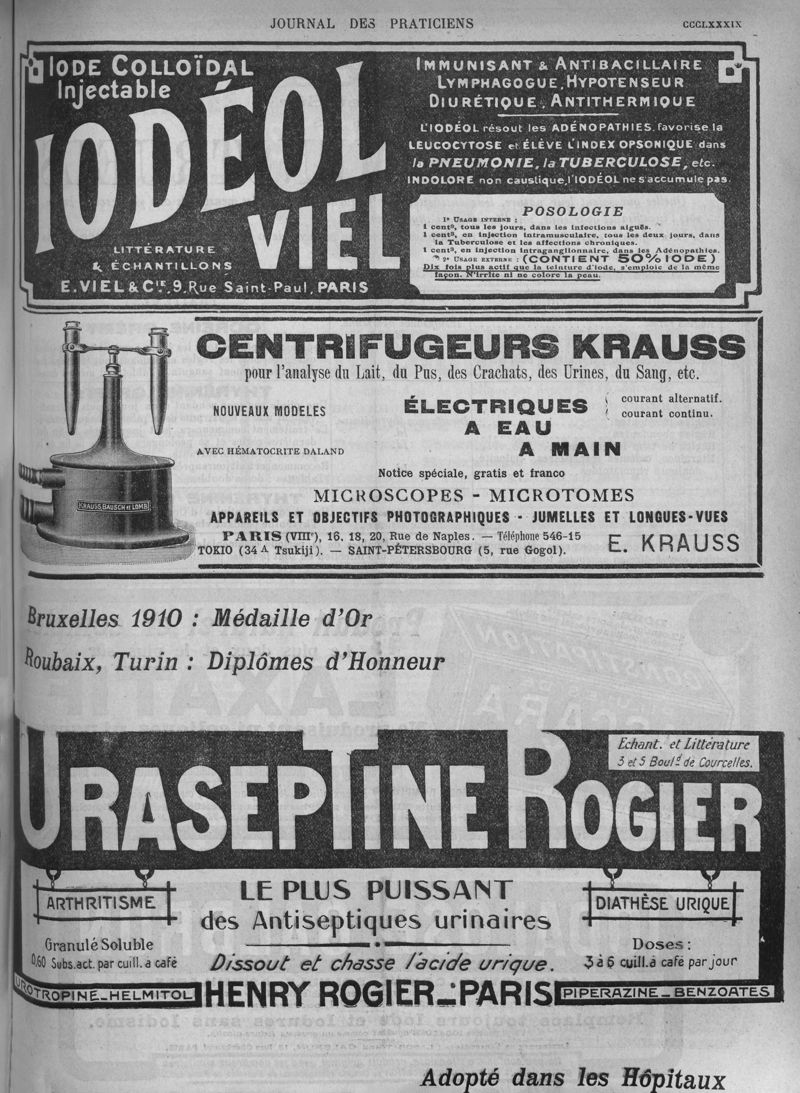 JOURNAL DES PRATICIENS CCCLXXXIX
IODE COLLOÏDAL
Injectable
IODÉOL
VIEL
LITTÉRATURE
& ÉCHANTILLONS
E. VIEL & Cie, 9, Rue Saint-Paul, PARIS
IMMUNISANT & ANTIBACILLAIRE
LYMPHAGOGUE, HYPOTENSEUR
DIURÉTIQUE, ANTITHERMIQUE
L'IODÉOL résout les ADÉNOPATHIES, favorise la
LEUCOCYTOSE et ÉLÈVE L'INDEX OPSONIQUE dans
la PNEUMONIE, la TUBERCULOSE, etc.
INDOLORE non caustique, l'IODÉOL ne s'accumule pas.
POSOLOGIE
1° USAGE INTERNE :
1 cent³, tous les jours, dans les infections aiguës.
1 cent³, en injection intramusculaire, tous les deux jours, dans
la Tuberculose et les affections chroniques.
1 cent³, en injection intraganglionnaire, dans les Adénopathies.
2° USAGE EXTERNE : (CONTIENT 50% IODE)
Dix fois plus actif que la teinture d'iode, s'emploie de la même
façon. N'irrite ni ne colore la peau.
CENTRIFUGEURS KRAUSS
pour l'analyse du Lait, du Pus, des Crachats, des Urines, du Sang, etc.
NOUVEAUX MODELES
ÉLECTRIQUES { courant alternatif.
courant continu.
A EAU
AVEC HÉMATOCRITE DALAND
A MAIN
Notice spéciale, gratis et franco
MICROSCOPES - MICROTOMES
KRAUSS, BAUSCH et LOMB
APPAREILS ET OBJECTIFS PHOTOGRAPHIQUES - JUMELLES ET LONGUES-VUES
PARIS (VIIIe), 16, 18, 20, Rue de Naples. — Téléphone 546-15
TOKIO (34 A Tsukiji). — SAINT-PÉTERSBOURG (5, rue Gogol).
E. KRAUSS
Bruxelles 1910 : Médaille d'Or
Roubaix, Turin : Diplômes d'Honneur
URASEPTINE ROGIER
Echant. et Littérature
3 et 5 Bould de Courcelles.
ARTHRITISME
Granulé Soluble
0,60 Subs. act. par cuill. à café
LE PLUS PUISSANT
des Antiseptiques urinaires
Dissout et chasse l'acide urique.
DIATHÈSE URIQUE
Doses :
3 à 6 cuill. à café par jour
UROTROPINE_HELMITOL
HENRY ROGIER_PARIS
PIPERAZINE_BENZOATES
Adopté dans les Hôpitaux